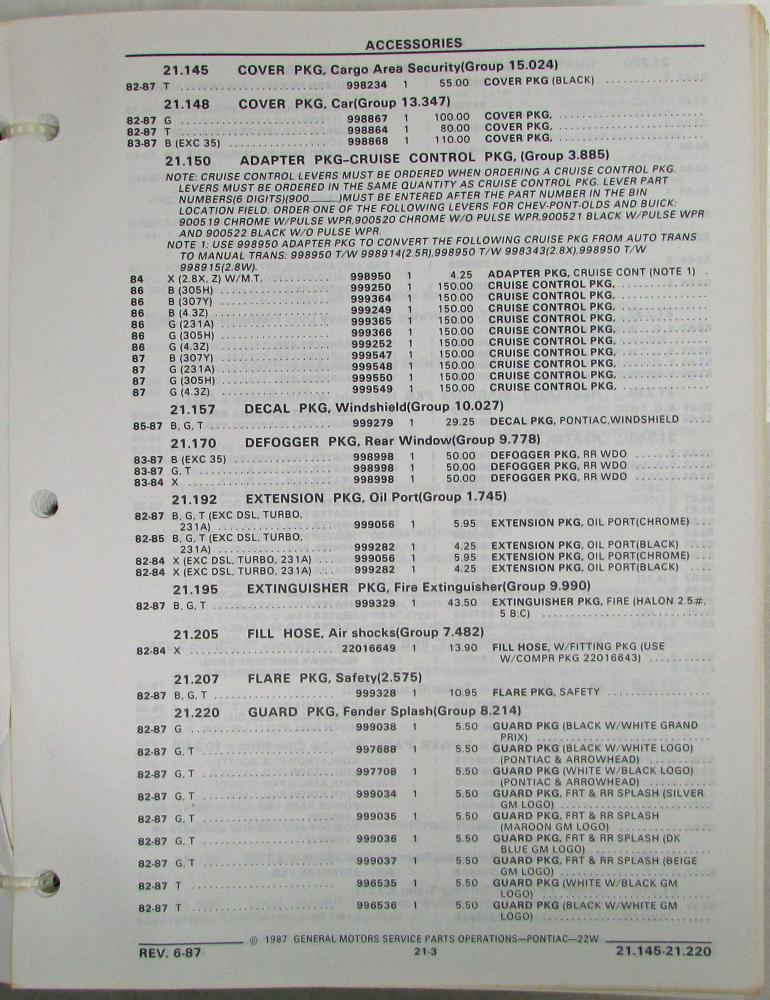 ACCESSORIES
21.145 COVER PKG, Cargo Area Security(Group 15.024)
82-87 T 998234 1 55.00 COVER PKG (BLACK)
21.148 COVER PKG, Car(Group 13.347)
82-87 G 998867 1 100.00 COVER PKG,
82-87 T 998864 1 80.00 COVER PKG,
83-87 B (EXC 35) 998868 1 110.00 COVER PKG,
21.150 ADAPTER PKG-CRUISE CONTROL PKG, (Group 3.885)
NOTE: CRUISE CONTROL LEVERS MUST BE ORDERED WHEN ORDERING A CRUISE CONTROL PKG.
LEVERS MUST BE ORDERED IN THE SAME QUANTITY AS CRUISE CONTROL PKG. LEVER PART
NUMBERS(6 DIGITS)(900____)MUST BE ENTERED AFTER THE PART NUMBER IN THE BIN
LOCATION FIELD. ORDER ONE OF THE FOLLOWING LEVERS FOR CHEV-PONT-OLDS AND BUICK:
900519 CHROME W/PULSE WPR,900520 CHROME W/O PULSE WPR,900521 BLACK W/PULSE WPR
AND 900522 BLACK W/O PULSE WPR.
NOTE 1: USE 998950 ADAPTER PKG TO CONVERT THE FOLLOWING CRUISE PKG FROM AUTO TRANS
TO MANUAL TRANS: 998950 T/W 998914(2.5R),998950 T/W 998343(2.8X),998950 T/W
998915(2.8W).
84 X (2.8X, Z) W/M.T. 998950 1 4.25 ADAPTER PKG, CRUISE CONT (NOTE 1) .
86 B (305H) 999250 1 150.00 CRUISE CONTROL PKG,
86 B (307Y) 999364 1 150.00 CRUISE CONTROL PKG,
86 B (4.3Z) 999249 1 150.00 CRUISE CONTROL PKG,
86 G (231A) 999365 1 150.00 CRUISE CONTROL PKG,
86 G (305H) 999366 1 150.00 CRUISE CONTROL PKG,
86 G (4.3Z) 999252 1 150.00 CRUISE CONTROL PKG,
87 B (307Y) 999547 1 150.00 CRUISE CONTROL PKG,
87 G (231A) 999548 1 150.00 CRUISE CONTROL PKG,
87 G (305H) 999550 1 150.00 CRUISE CONTROL PKG,
87 G (4.3Z) 999549 1 150.00 CRUISE CONTROL PKG,
21.157 DECAL PKG, Windshield(Group 10.027)
85-87 B, G, T 999279 1 29.25 DECAL PKG, PONTIAC,WINDSHIELD
21.170 DEFOGGER PKG, Rear Window(Group 9.778)
83-87 B (EXC 35) 998998 1 50.00 DEFOGGER PKG, RR WDO
83-87 G, T 998998 1 50.00 DEFOGGER PKG, RR WDO
83-84 X 998998 1 50.00 DEFOGGER PKG, RR WDO
21.192 EXTENSION PKG, Oil Port(Group 1.745)
82-87 B, G, T (EXC DSL, TURBO,
231A) 999056 1 5.95 EXTENSION PKG, OIL PORT(CHROME)
82-85 B, G, T (EXC DSL, TURBO,
231A) 999282 1 4.25 EXTENSION PKG, OIL PORT(BLACK)
82-84 X (EXC DSL, TURBO, 231A) 999056 1 5.95 EXTENSION PKG, OIL PORT(CHROME)
82-84 X (EXC DSL, TURBO, 231A) 999282 1 4.25 EXTENSION PKG, OIL PORT(BLACK)
21.195 EXTINGUISHER PKG, Fire Extinguisher(Group 9.990)
82-87 B, G, T 999329 1 43.50 EXTINGUISHER PKG, FIRE (HALON 2.5#,
5 B:C)
21.205 FILL HOSE, Air shocks(Group 7.482)
82-84 X 22016649 1 13.90 FILL HOSE, W/FITTING PKG (USE
W/COMPR PKG 22016643)
21.207 FLARE PKG, Safety(2.575)
82-87 B, G, T 999328 1 10.95 FLARE PKG, SAFETY
21.220 GUARD PKG, Fender Splash(Group 8.214)
82-87 G 999038 1 5.50 GUARD PKG (BLACK W/WHITE GRAND
PRIX)
82-87 G, T 997688 1 5.50 GUARD PKG (BLACK W/WHITE LOGO)
(PONTIAC & ARROWHEAD)
82-87 G, T 997708 1 5.50 GUARD PKG (WHITE W/BLACK LOGO)
(PONTIAC & ARROWHEAD)
82-87 G, T 999034 1 5.50 GUARD PKG, FRT & RR SPLASH (SILVER
GM LOGO)
82-87 G, T 999035 1 5.50 GUARD PKG, FRT & RR SPLASH
(MAROON GM LOGO)
82-87 G, T 999036 1 5.50 GUARD PKG, FRT & RR SPLASH (DK
BLUE GM LOGO)
82-87 G, T 999037 1 5.50 GUARD PKG, FRT & RR SPLASH (BEIGE
GM LOGO)
82-87 T 996535 1 5.50 GUARD PKG (WHITE W/BLACK GM
LOGO)
82-87 T 996536 1 5.50 GUARD PKG (BLACK W/WHITE GM
LOGO)
© 1987 GENERAL MOTORS SERVICE PARTS OPERATIONS—PONTIAC—22W
REV. 6-87 21-3 21.145-21.220